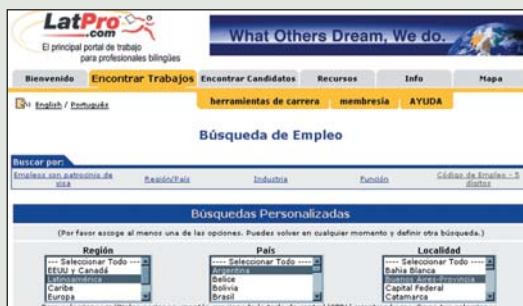 LatPro
.com
El principal portal de trabajo
para profesionales bilingües
What Others Dream, We do.
Bienvenido Encontrar Trabajos Encontrar Candidatos Recursos Info Mapa
English / Português
herramientas de carrera membresia AYUDA
Búsqueda de Empleo
Buscar por:
Empleos con patrocinio de visa Región/País Industria Función Código de Empleo - 5 dígitos
Búsquedas Personalizadas
(Por favor escoge al menos una de las opciones. Puedes volver en cualquier momento y definir otra búsqueda.)
Región País Localidad
---- Seleccionar Todo ---- ---- Seleccionar Todo ---- ---- Seleccionar Todo ----
EEUU y Canadá Argentina Bahia Blanca
Latinoamérica Belice Buenos Aires-Provincia
Caribe Bolivia Capital Federal
Europa Brasil Catamarca